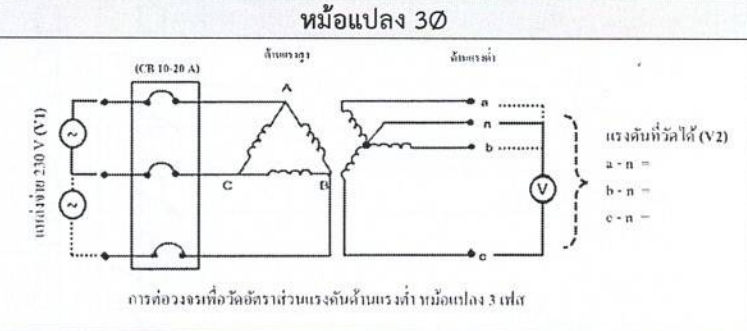 หม้อแปลง 3Ø
ด้านแรงสูง
ด้านแรงต่ำ
(CB 10-20 A)
A
a
n
b
C
B
V
c
แหล่งจ่าย 230 V (V1)
แรงดันที่วัดได้ (V2)
a - n =
b - n =
c - n =
การต่อวงจรเพื่อวัดอัตราส่วนแรงดันด้านแรงต่ำ หม้อแปลง 3 เฟส